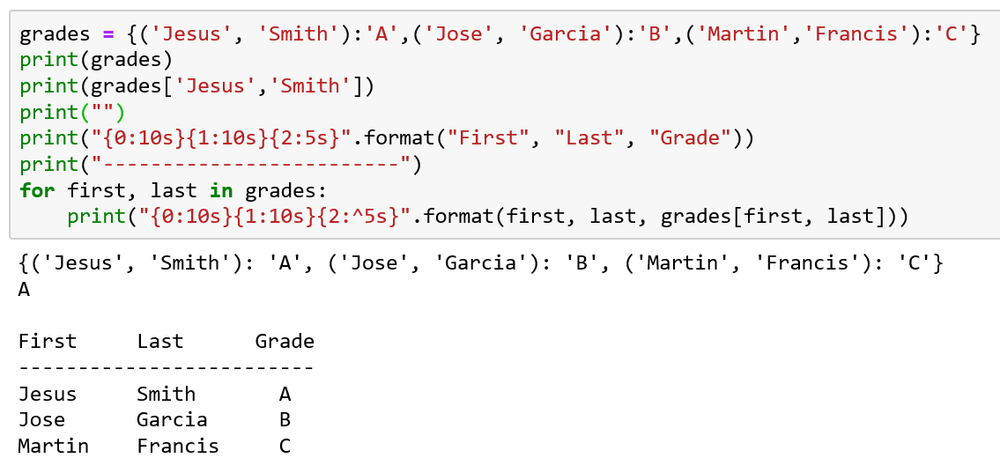 grades = {('Jesus', 'Smith'):'A',('Jose', 'Garcia'):'B',('Martin','Francis'):'C'}
print(grades)
print(grades['Jesus','Smith'])
print("")
print("{0:10s}{1:10s}{2:5s}".format("First", "Last", "Grade"))
print("-------------------------")
for first, last in grades:
    print("{0:10s}{1:10s}{2:^5s}".format(first, last, grades[first, last]))
{('Jesus', 'Smith'): 'A', ('Jose', 'Garcia'): 'B', ('Martin', 'Francis'): 'C'}
A
First     Last      Grade
-------------------------
Jesus     Smith       A
Jose      Garcia      B
Martin    Francis     C